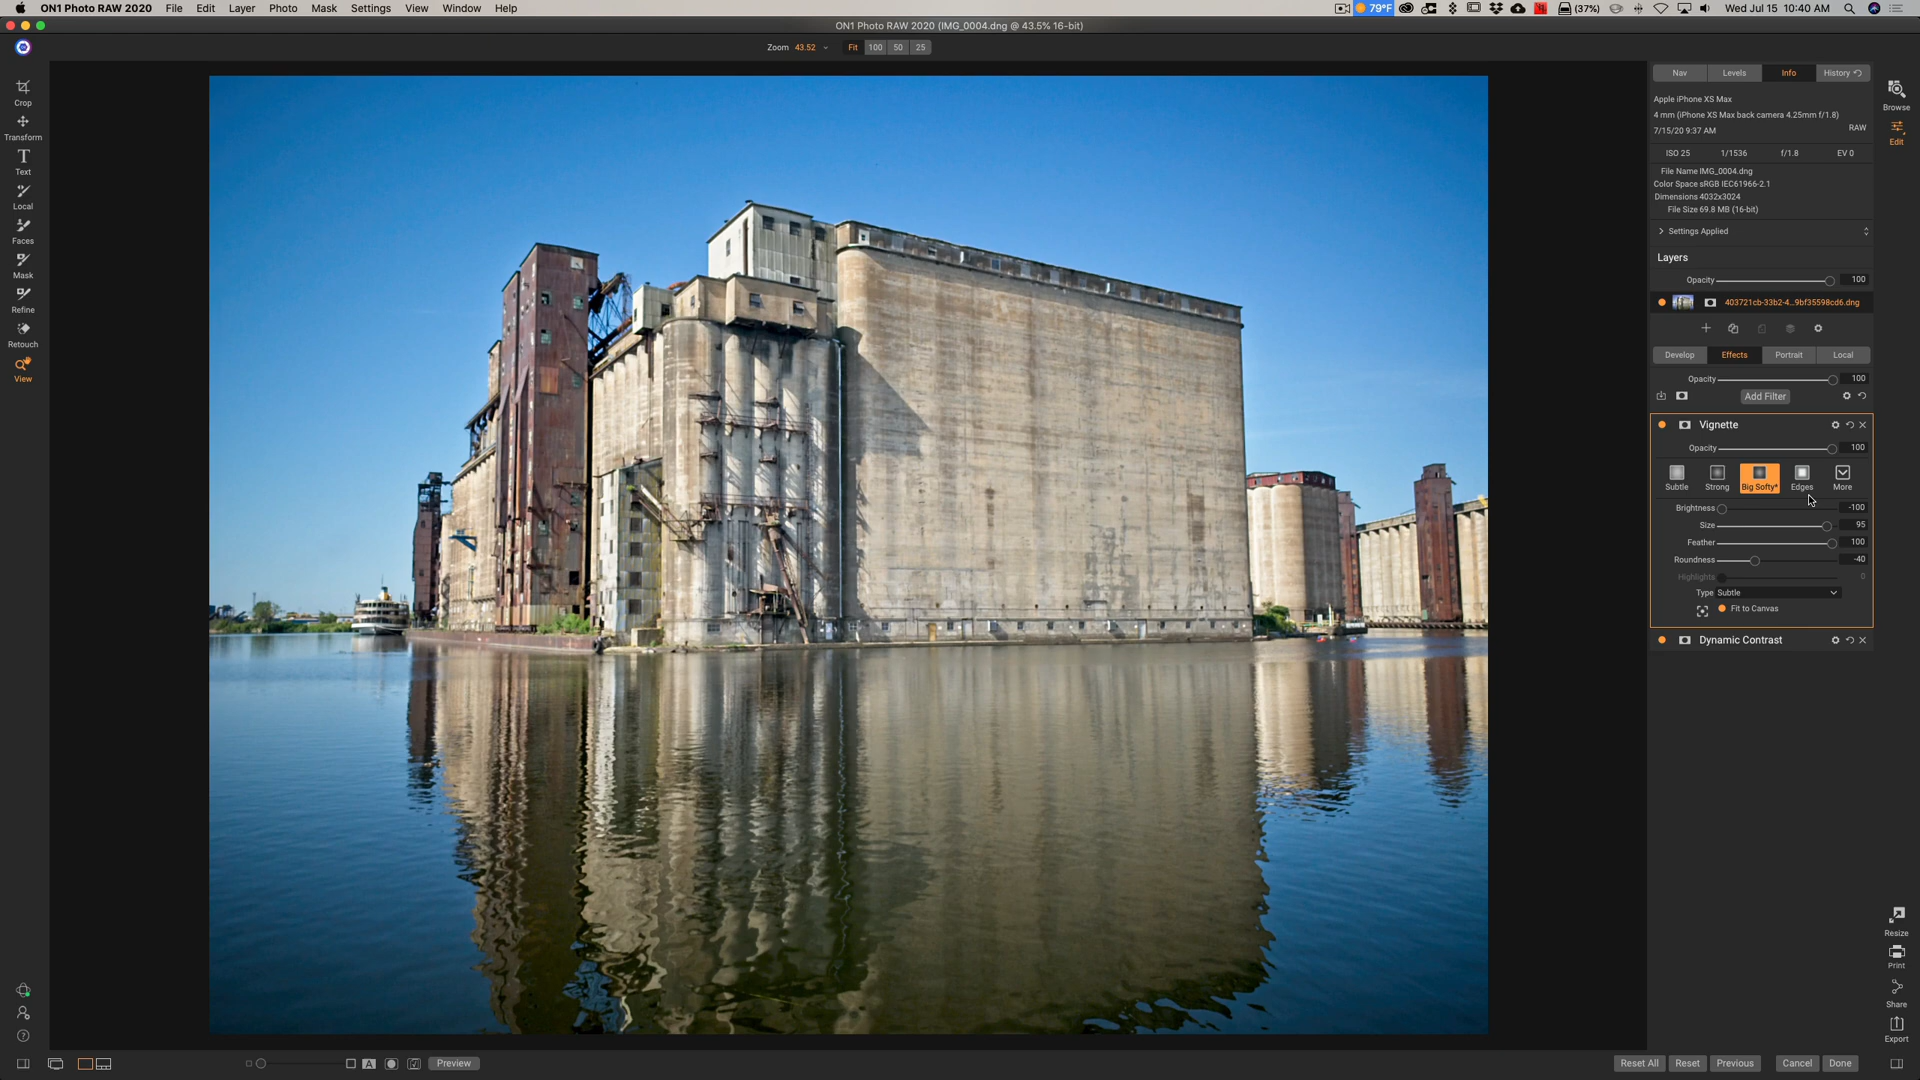 ON1 Photo RAW 2020 File Edit Layer Photo Mask Settings View Window Help 79°F (37%) Wed Jul 15 10:40 AM
ON1 Photo RAW 2020 (IMG_0004.dng @ 43.5% 16-bit)
Zoom 43.52 Fit 100 50 25
Crop
Transform
Text
Local
Faces
Mask
Refine
Retouch
View
Nav Levels Info History
Apple iPhone XS Max
4 mm (iPhone XS Max back camera 4.25mm f/1.8)
7/15/20 9:37 AM RAW
ISO 25 1/1536 f/1.8 EV 0
File Name IMG_0004.dng
Color Space sRGB IEC61966-2.1
Dimensions 4032x3024
File Size 69.8 MB (16-bit)
Settings Applied
Layers
Opacity 100
403721cb-33b2-4...9bf35598cd6.dng
Develop Effects Portrait Local
Opacity 100
Add Filter
Vignette
Opacity 100
Subtle Strong Big Softy* Edges More
Brightness -100
Size 95
Feather 100
Roundness -40
Highlights 0
Type Subtle
Fit to Canvas
Dynamic Contrast
Browse
Edit
Resize
Print
Share
Export
A Preview
Reset All Reset Previous Cancel Done